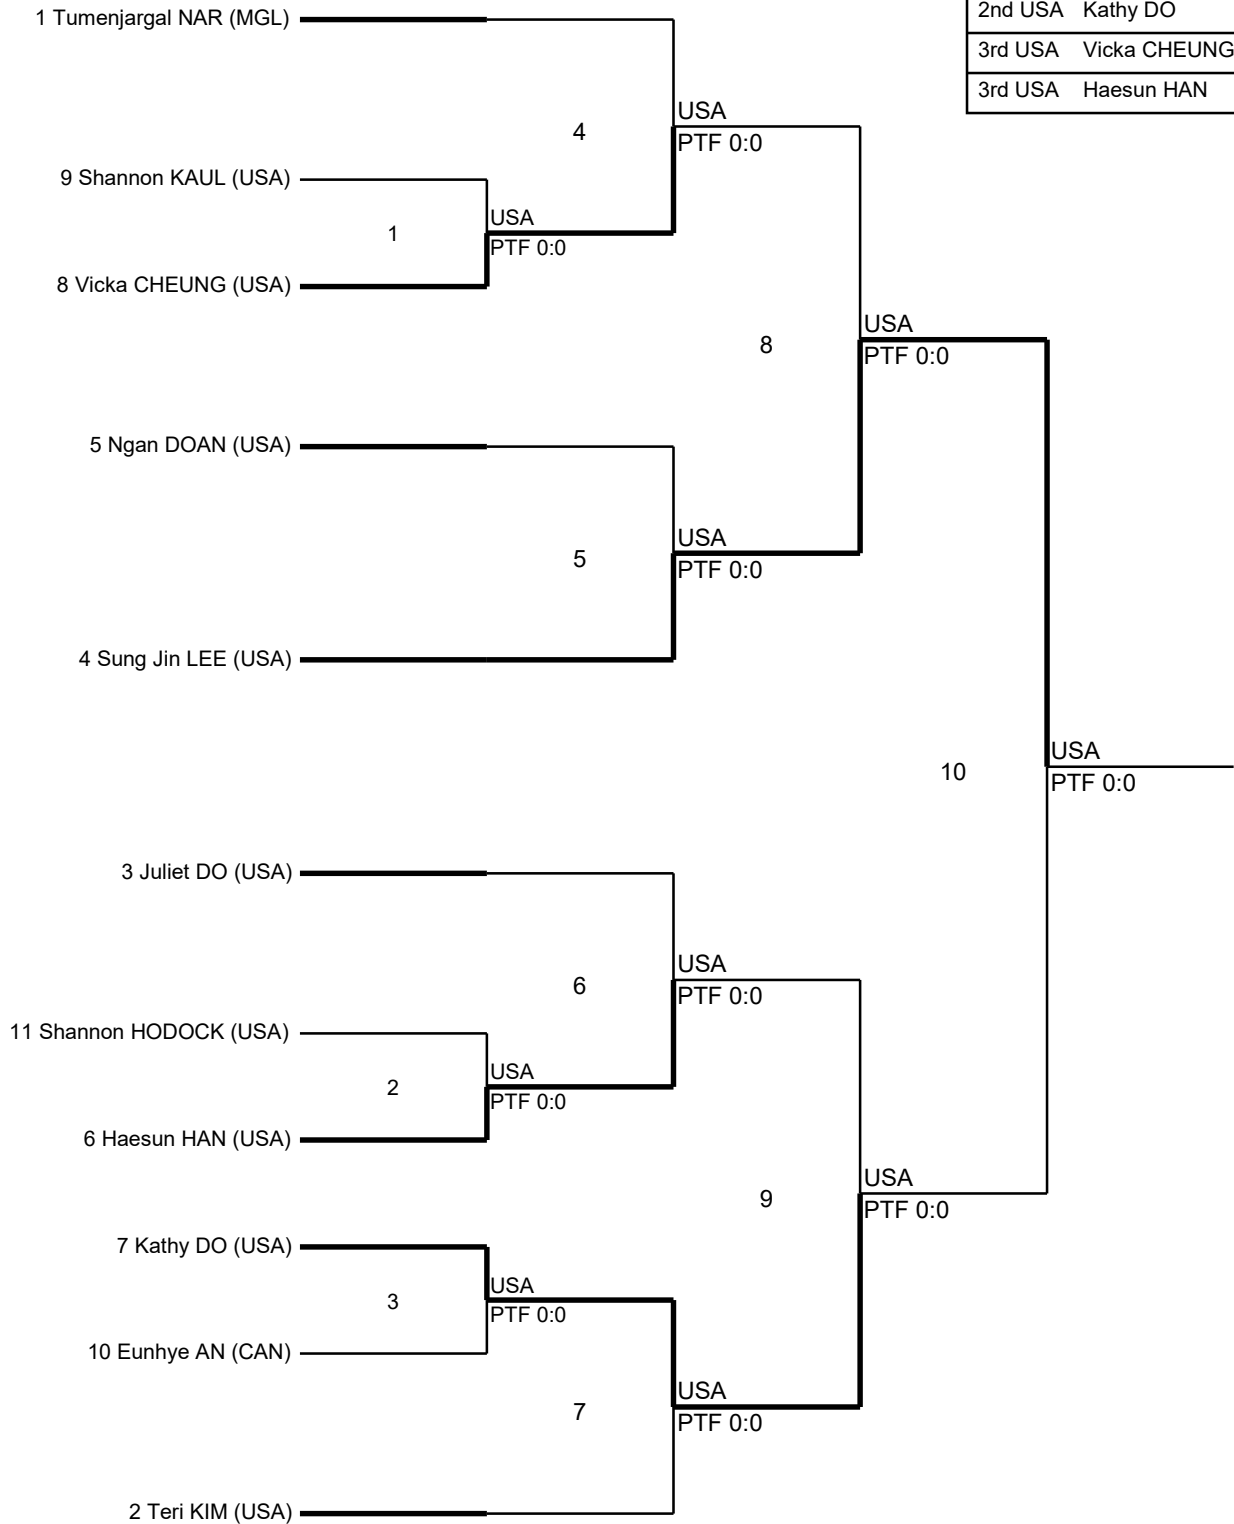 1 Tumenjargal NAR (MGL)
2nd USA Kathy DO
3rd USA Vicka CHEUNG
3rd USA Haesun HAN
USA
4
PTF 0:0
9 Shannon KAUL (USA)
USA
1
PTF 0:0
8 Vicka CHEUNG (USA)
USA
8
PTF 0:0
5 Ngan DOAN (USA)
USA
5
PTF 0:0
4 Sung Jin LEE (USA)
USA
10
PTF 0:0
3 Juliet DO (USA)
USA
6
PTF 0:0
11 Shannon HODOCK (USA)
USA
2
PTF 0:0
6 Haesun HAN (USA)
USA
9
PTF 0:0
7 Kathy DO (USA)
USA
3
PTF 0:0
10 Eunhye AN (CAN)
USA
7
PTF 0:0
2 Teri KIM (USA)